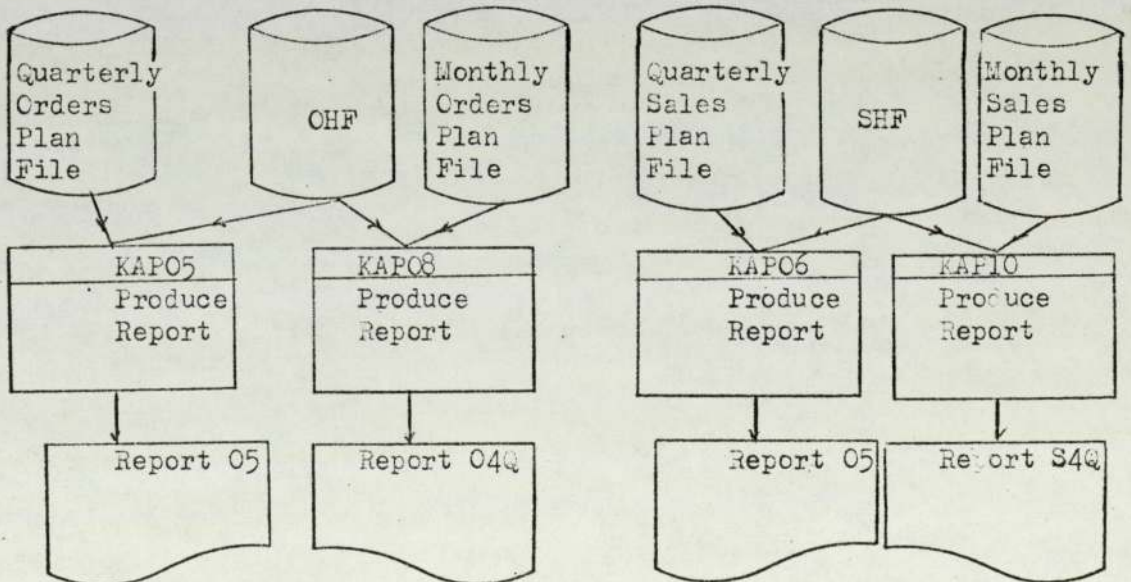 Quarterly
Orders
Plan
File
OHF
Monthly
Orders
Plan
File
Quarterly
Sales
Plan
File
SHF
Monthly
Sales
Plan
File
KAP05
Produce
Report
KAP08
Produce
Report
KAP06
Produce
Report
KAP10
Produce
Report
Report 05
Report 04Q
Report 05
Report S4Q